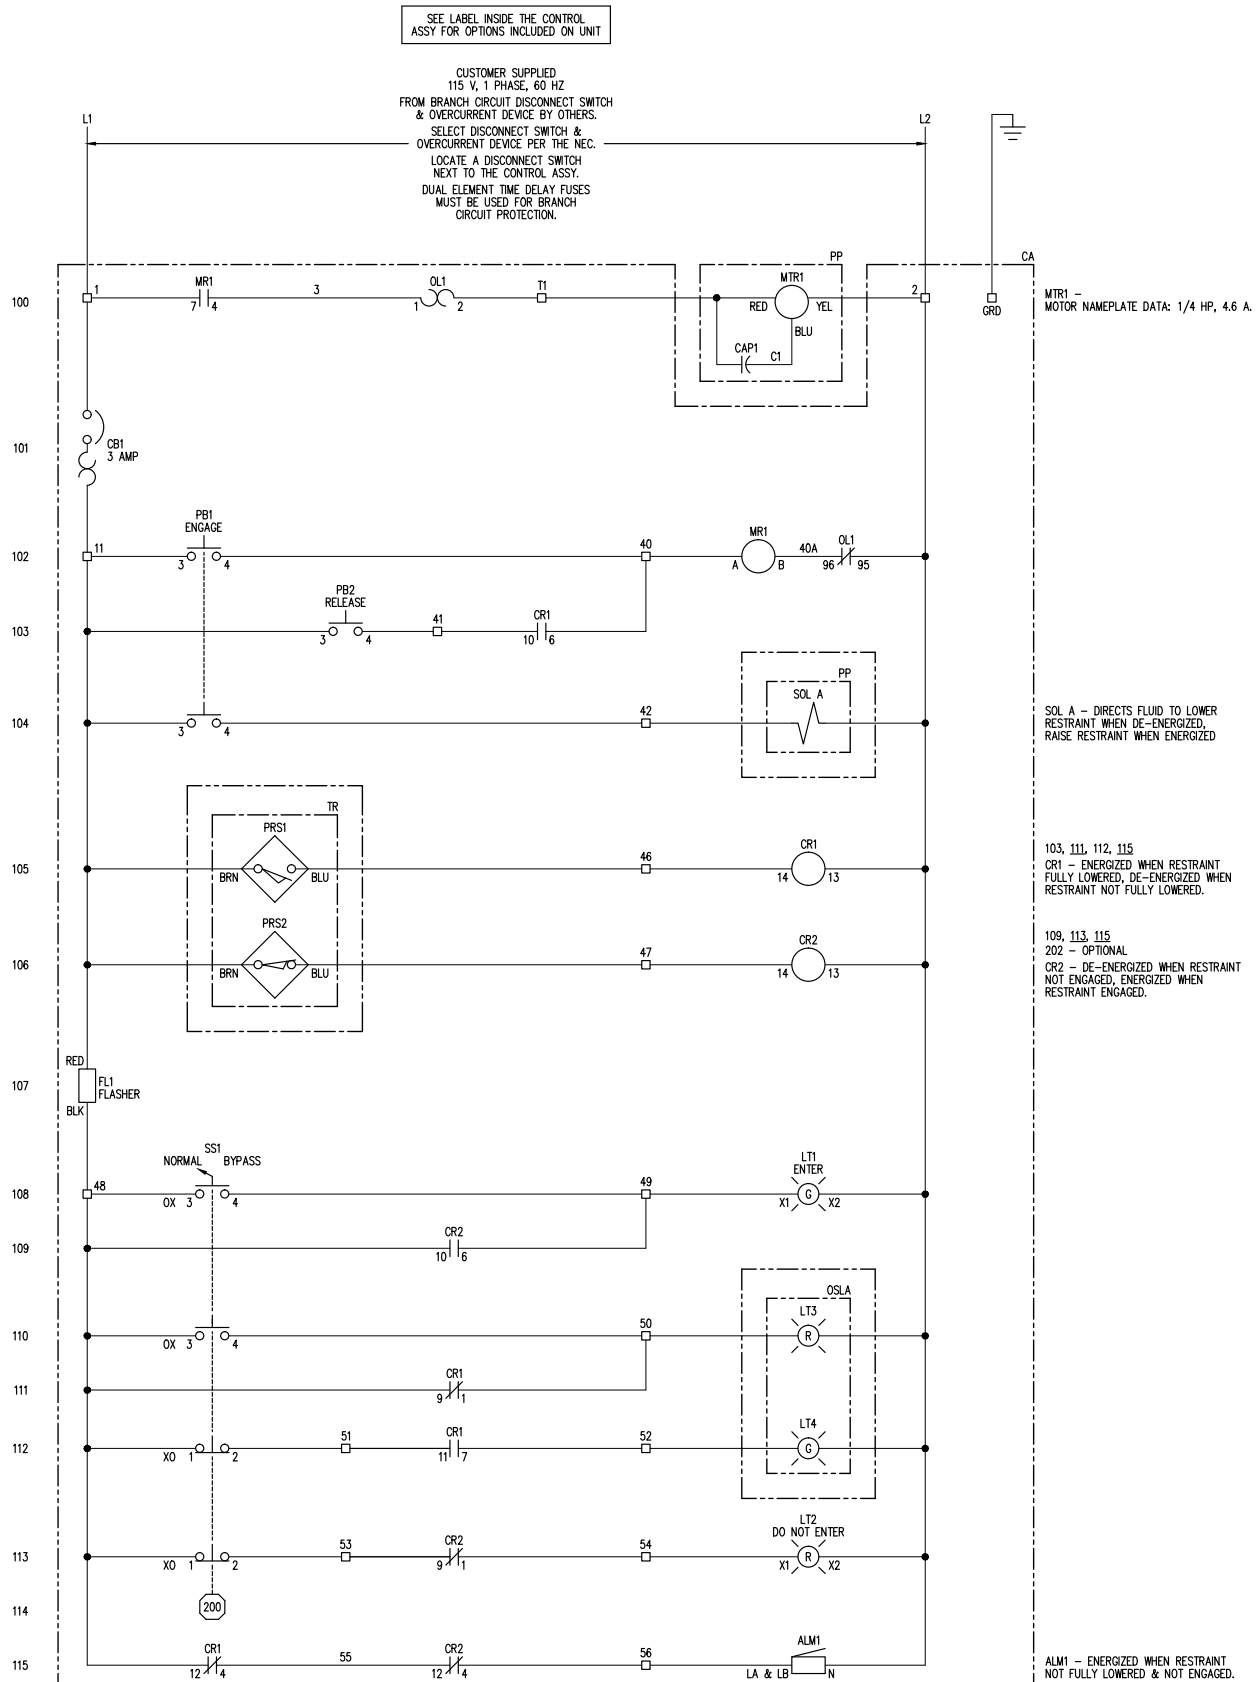 SEE LABEL INSIDE THE CONTROL
ASSY FOR OPTIONS INCLUDED ON UNIT
CUSTOMER SUPPLIED
115 V, 1 PHASE, 60 HZ
FROM BRANCH CIRCUIT DISCONNECT SWITCH
& OVERCURRENT DEVICE BY OTHERS.
SELECT DISCONNECT SWITCH &
OVERCURRENT DEVICE PER THE NEC.
LOCATE A DISCONNECT SWITCH
NEXT TO THE CONTROL ASSY.
DUAL ELEMENT TIME DELAY FUSES
MUST BE USED FOR BRANCH
CIRCUIT PROTECTION.
L1
L2
PP
CA
100
1
MR1
7 4
3
OL1
1 2
T1
MTR1
RED YEL
BLU
CAP1
C1
2
GRD
MTR1 –
MOTOR NAMEPLATE DATA: 1/4 HP, 4.6 A.
101
CB1
3 AMP
102
11
PB1
ENGAGE
3 4
40
MR1
A B
40A
OL1
96 95
103
PB2
RELEASE
3 4
41
CR1
10 6
104
3 4
42
PP
SOL A
SOL A – DIRECTS FLUID TO LOWER
RESTRAINT WHEN DE-ENERGIZED,
RAISE RESTRAINT WHEN ENERGIZED
TR
105
PRS1
BRN BLU
46
CR1
14 13
103, 111, 112, 115
CR1 – ENERGIZED WHEN RESTRAINT
FULLY LOWERED, DE-ENERGIZED WHEN
RESTRAINT NOT FULLY LOWERED.
106
PRS2
BRN BLU
47
CR2
14 13
109, 113, 115
202 – OPTIONAL
CR2 – DE-ENERGIZED WHEN RESTRAINT
NOT ENGAGED, ENERGIZED WHEN
RESTRAINT ENGAGED.
107
RED
FL1
FLASHER
BLK
108
48
SS1
NORMAL BYPASS
OX 3 4
49
LT1
ENTER
X1 G X2
109
CR2
10 6
110
OX 3 4
50
OSLA
LT3
R
111
CR1
9 1
112
XO 1 2
51
CR1
11 7
52
LT4
G
113
XO 1 2
53
CR2
9 1
54
LT2
DO NOT ENTER
X1 R X2
114
200
115
CR1
12 4
55
CR2
12 4
56
ALM1
LA & LB N
ALM1 – ENERGIZED WHEN RESTRAINT
NOT FULLY LOWERED & NOT ENGAGED.